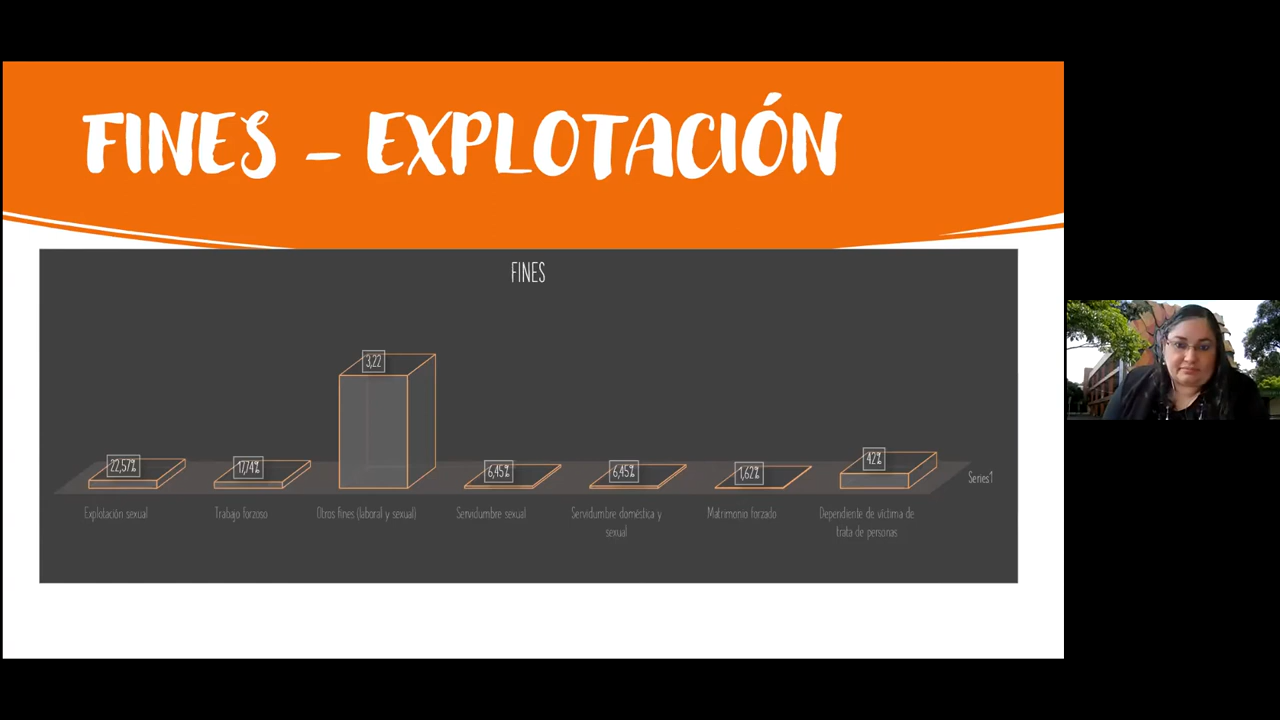 FINES - EXPLOTACIÓN
FINES
3,22
22,57%
17,74%
6,45%
6,45%
1,62%
42%
Series1
Explotación sexual
Trabajo forzoso
Otros fines (laboral y sexual)
Servidumbre sexual
Servidumbre doméstica y
sexual
Matrimonio forzado
Dependiente de víctima de
trata de personas